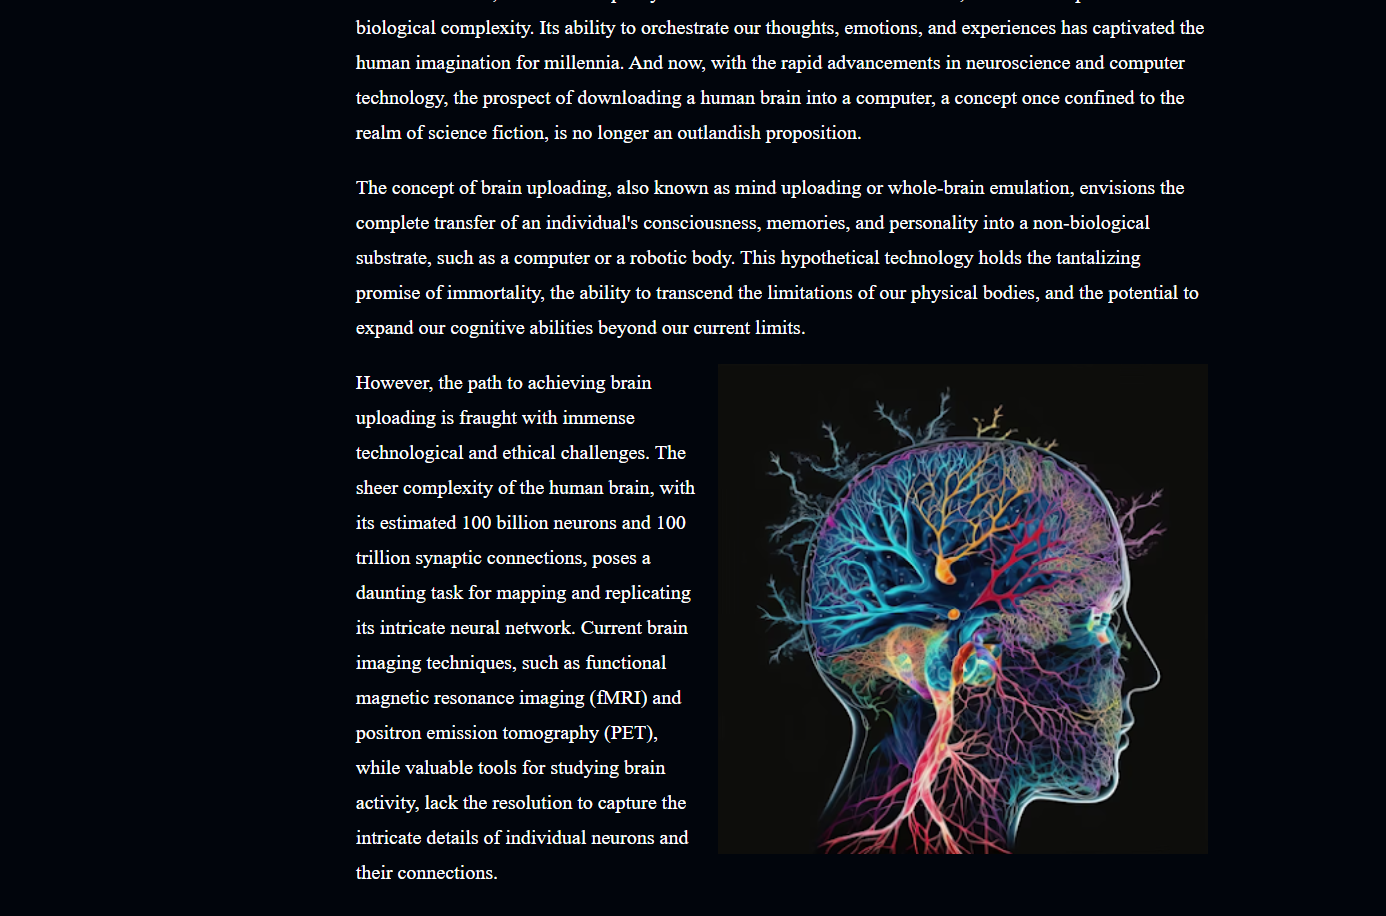 biological complexity. Its ability to orchestrate our thoughts, emotions, and experiences has captivated the
human imagination for millennia. And now, with the rapid advancements in neuroscience and computer
technology, the prospect of downloading a human brain into a computer, a concept once confined to the
realm of science fiction, is no longer an outlandish proposition.
The concept of brain uploading, also known as mind uploading or whole-brain emulation, envisions the
complete transfer of an individual's consciousness, memories, and personality into a non-biological
substrate, such as a computer or a robotic body. This hypothetical technology holds the tantalizing
promise of immortality, the ability to transcend the limitations of our physical bodies, and the potential to
expand our cognitive abilities beyond our current limits.
However, the path to achieving brain
uploading is fraught with immense
technological and ethical challenges. The
sheer complexity of the human brain, with
its estimated 100 billion neurons and 100
trillion synaptic connections, poses a
daunting task for mapping and replicating
its intricate neural network. Current brain
imaging techniques, such as functional
magnetic resonance imaging (fMRI) and
positron emission tomography (PET),
while valuable tools for studying brain
activity, lack the resolution to capture the
intricate details of individual neurons and
their connections.